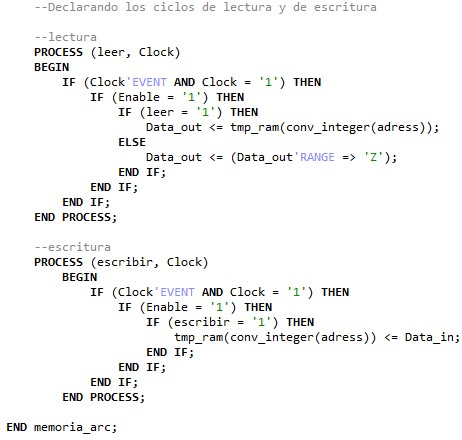 --Declarando los ciclos de lectura y de escritura
--lectura
PROCESS (leer, Clock)
BEGIN
IF (Clock'EVENT AND Clock = '1') THEN
IF (Enable = '1') THEN
IF (leer = '1') THEN
Data_out <= tmp_ram(conv_integer(adress));
ELSE
Data_out <= (Data_out'RANGE => 'Z');
END IF;
END IF;
END IF;
END PROCESS;
--escritura
PROCESS (escribir, Clock)
BEGIN
IF (Clock'EVENT AND Clock = '1') THEN
IF (Enable = '1') THEN
IF (escribir = '1') THEN
tmp_ram(conv_integer(adress)) <= Data_in;
END IF;
END IF;
END IF;
END PROCESS;
END memoria_arc;